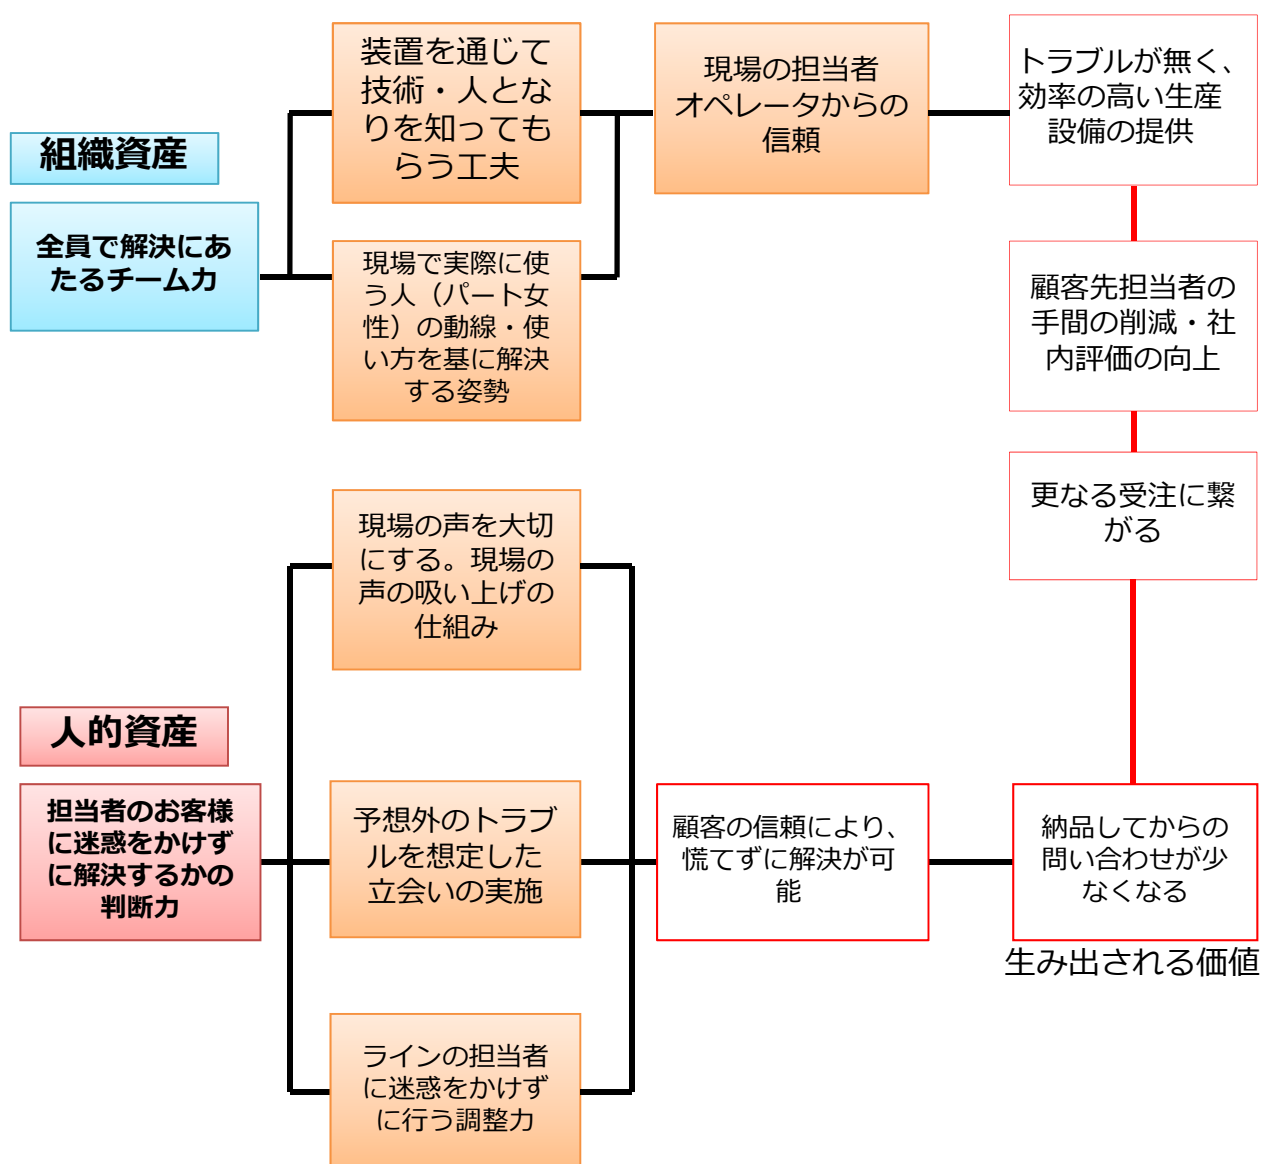 組織資産
全員で解決にあ
たるチーム力
装置を通じて
技術・人とな
りを知っても
らう工夫
現場で実際に使
う人（パート女
性）の動線・使
い方を基に解決
する姿勢
現場の担当者
オペレータからの
信頼
トラブルが無く、
効率の高い生産
設備の提供
顧客先担当者の
手間の削減・社
内評価の向上
更なる受注に繋
がる
人的資産
担当者のお客様
に迷惑をかけず
に解決するかの
判断力
現場の声を大切
にする。現場の
声の吸い上げの
仕組み
予想外のトラブ
ルを想定した
立会いの実施
ラインの担当者
に迷惑をかけず
に行う調整力
顧客の信頼により、
慌てずに解決が可
能
納品してからの
問い合わせが少
なくなる
生み出される価値